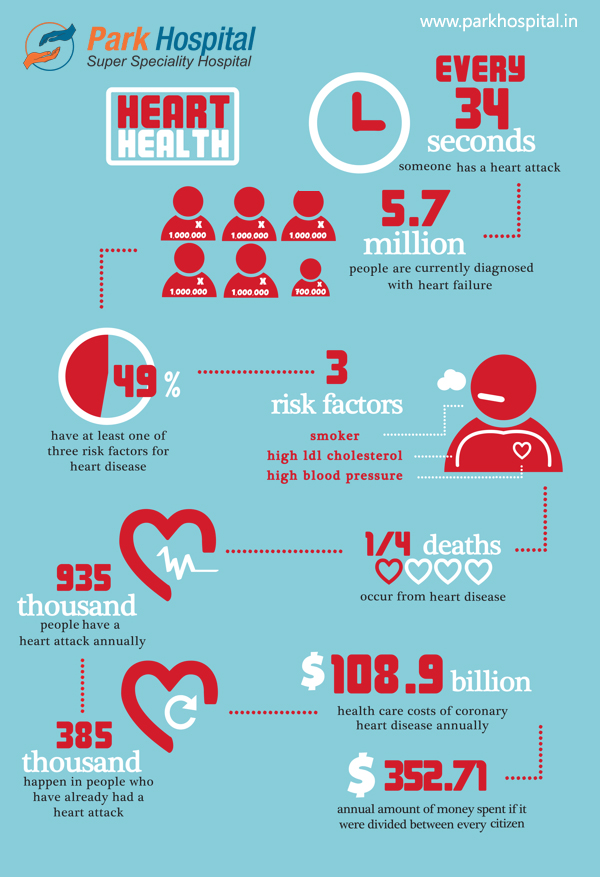 www.parkhospital.in
Park Hospital
Super Speciality Hospital
HEART
HEALTH
EVERY
34
seconds
someone has a heart attack
X
1.000.000
X
1.000.000
X
1.000.000
X
1.000.000
X
1.000.000
X
700.000
5.7
million
people are currently diagnosed
with heart failure
49 %
have at least one of
three risk factors for
heart disease
3
risk factors
smoker
high ldl cholesterol
high blood pressure
935
thousand
people have a
heart attack annually
1/4 deaths
occur from heart disease
385
thousand
happen in people who
have already had a
heart attack
$108.9 billion
health care costs of coronary
heart disease annually
$ 352.71
annual amount of money spent if it
were divided between every citizen